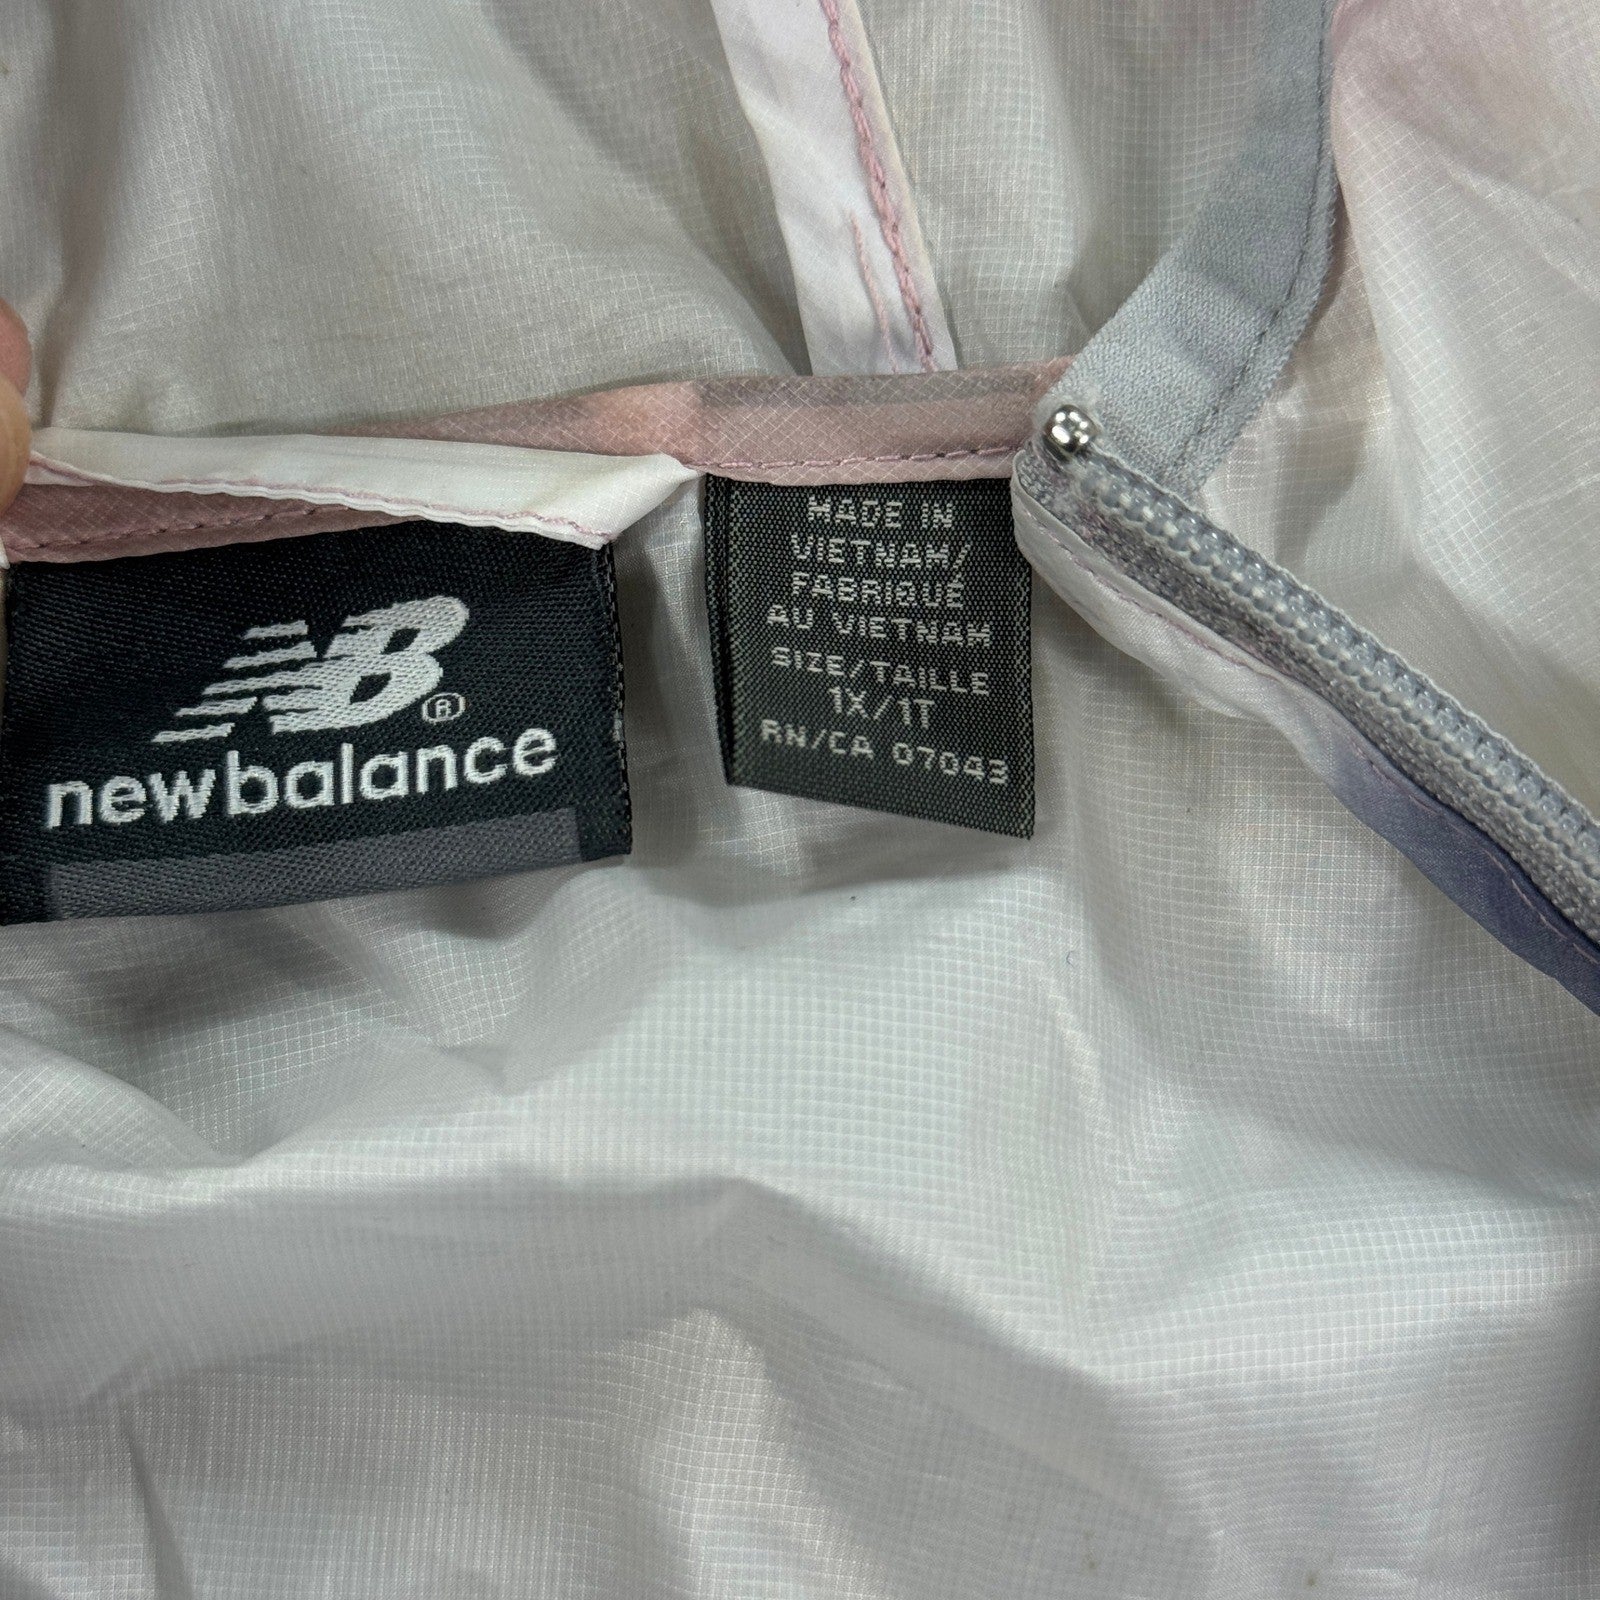 NB®
newbalance
MADE IN
VIETNAM/
FABRIQUÉ
AU VIETNAM
SIZE/TAILLE
1X/1T
RN/CA 07043